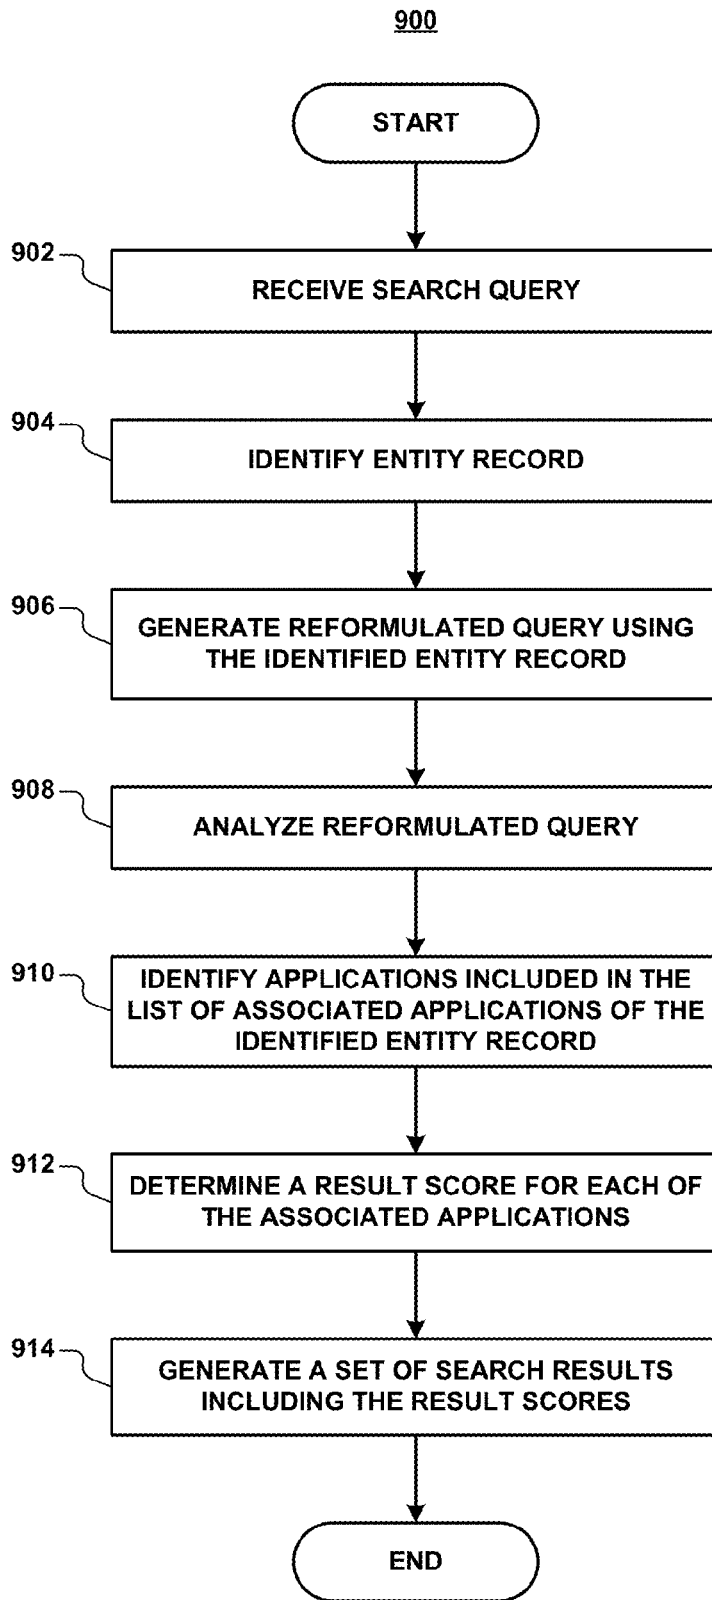 900
START
902
RECEIVE SEARCH QUERY
904
IDENTIFY ENTITY RECORD
906
GENERATE REFORMULATED QUERY USING
THE IDENTIFIED ENTITY RECORD
908
ANALYZE REFORMULATED QUERY
910
IDENTIFY APPLICATIONS INCLUDED IN THE
LIST OF ASSOCIATED APPLICATIONS OF THE
IDENTIFIED ENTITY RECORD
912
DETERMINE A RESULT SCORE FOR EACH OF
THE ASSOCIATED APPLICATIONS
914
GENERATE A SET OF SEARCH RESULTS
INCLUDING THE RESULT SCORES
END